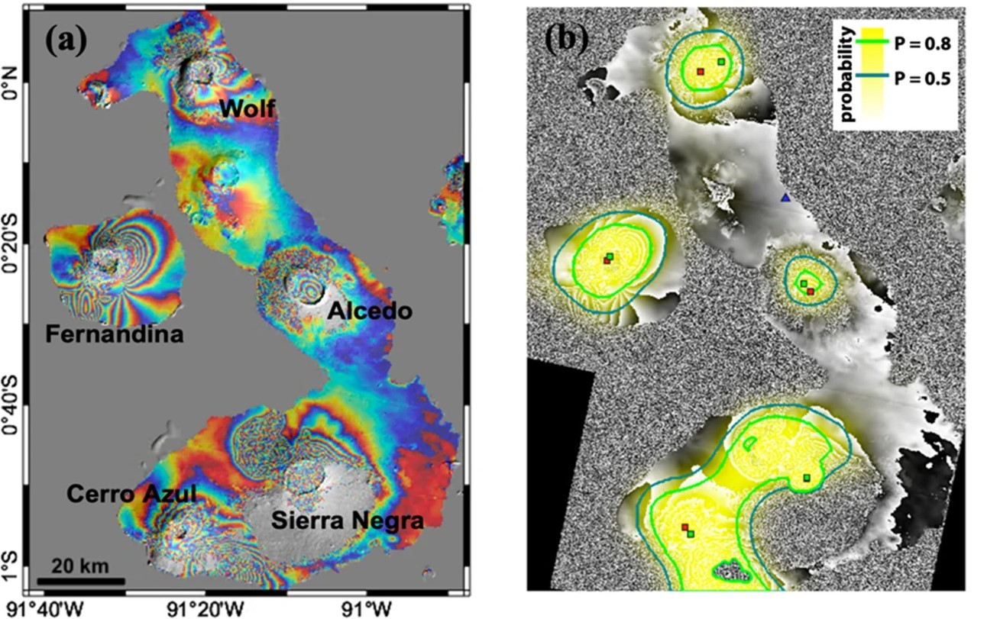 (a)
Wolf
Alcedo
Fernandina
Cerro Azul
Sierra Negra
20 km
0°N
0°20'S
0°40'S
1°S
91°40'W
91°20'W
91°W
(b)
probability
P = 0.8
P = 0.5